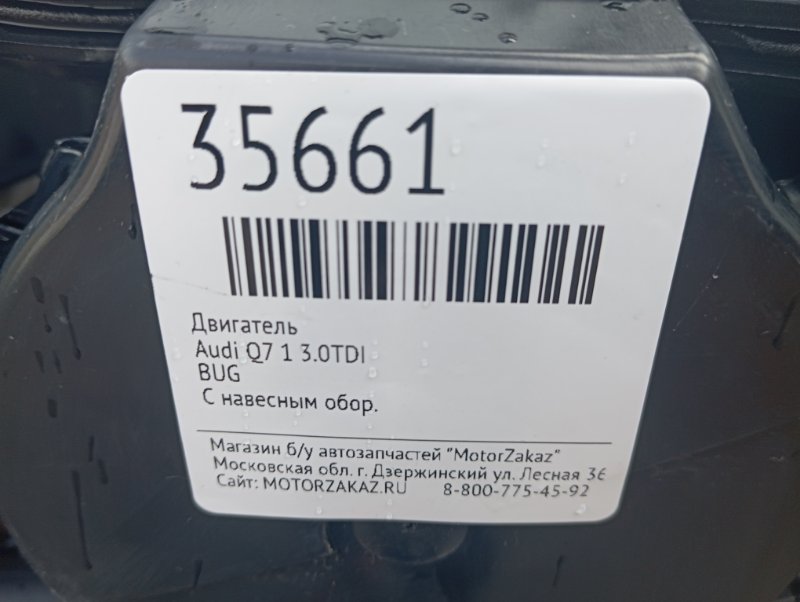 35661
Двигатель
Audi Q7 1 3.0TDI
BUG
С навесным обор.
Магазин б/у автозапчастей "MotorZakaz"
Московская обл. г. Дзержинский ул. Лесная 36
Сайт: MOTORZAKAZ.RU 8-800-775-45-92